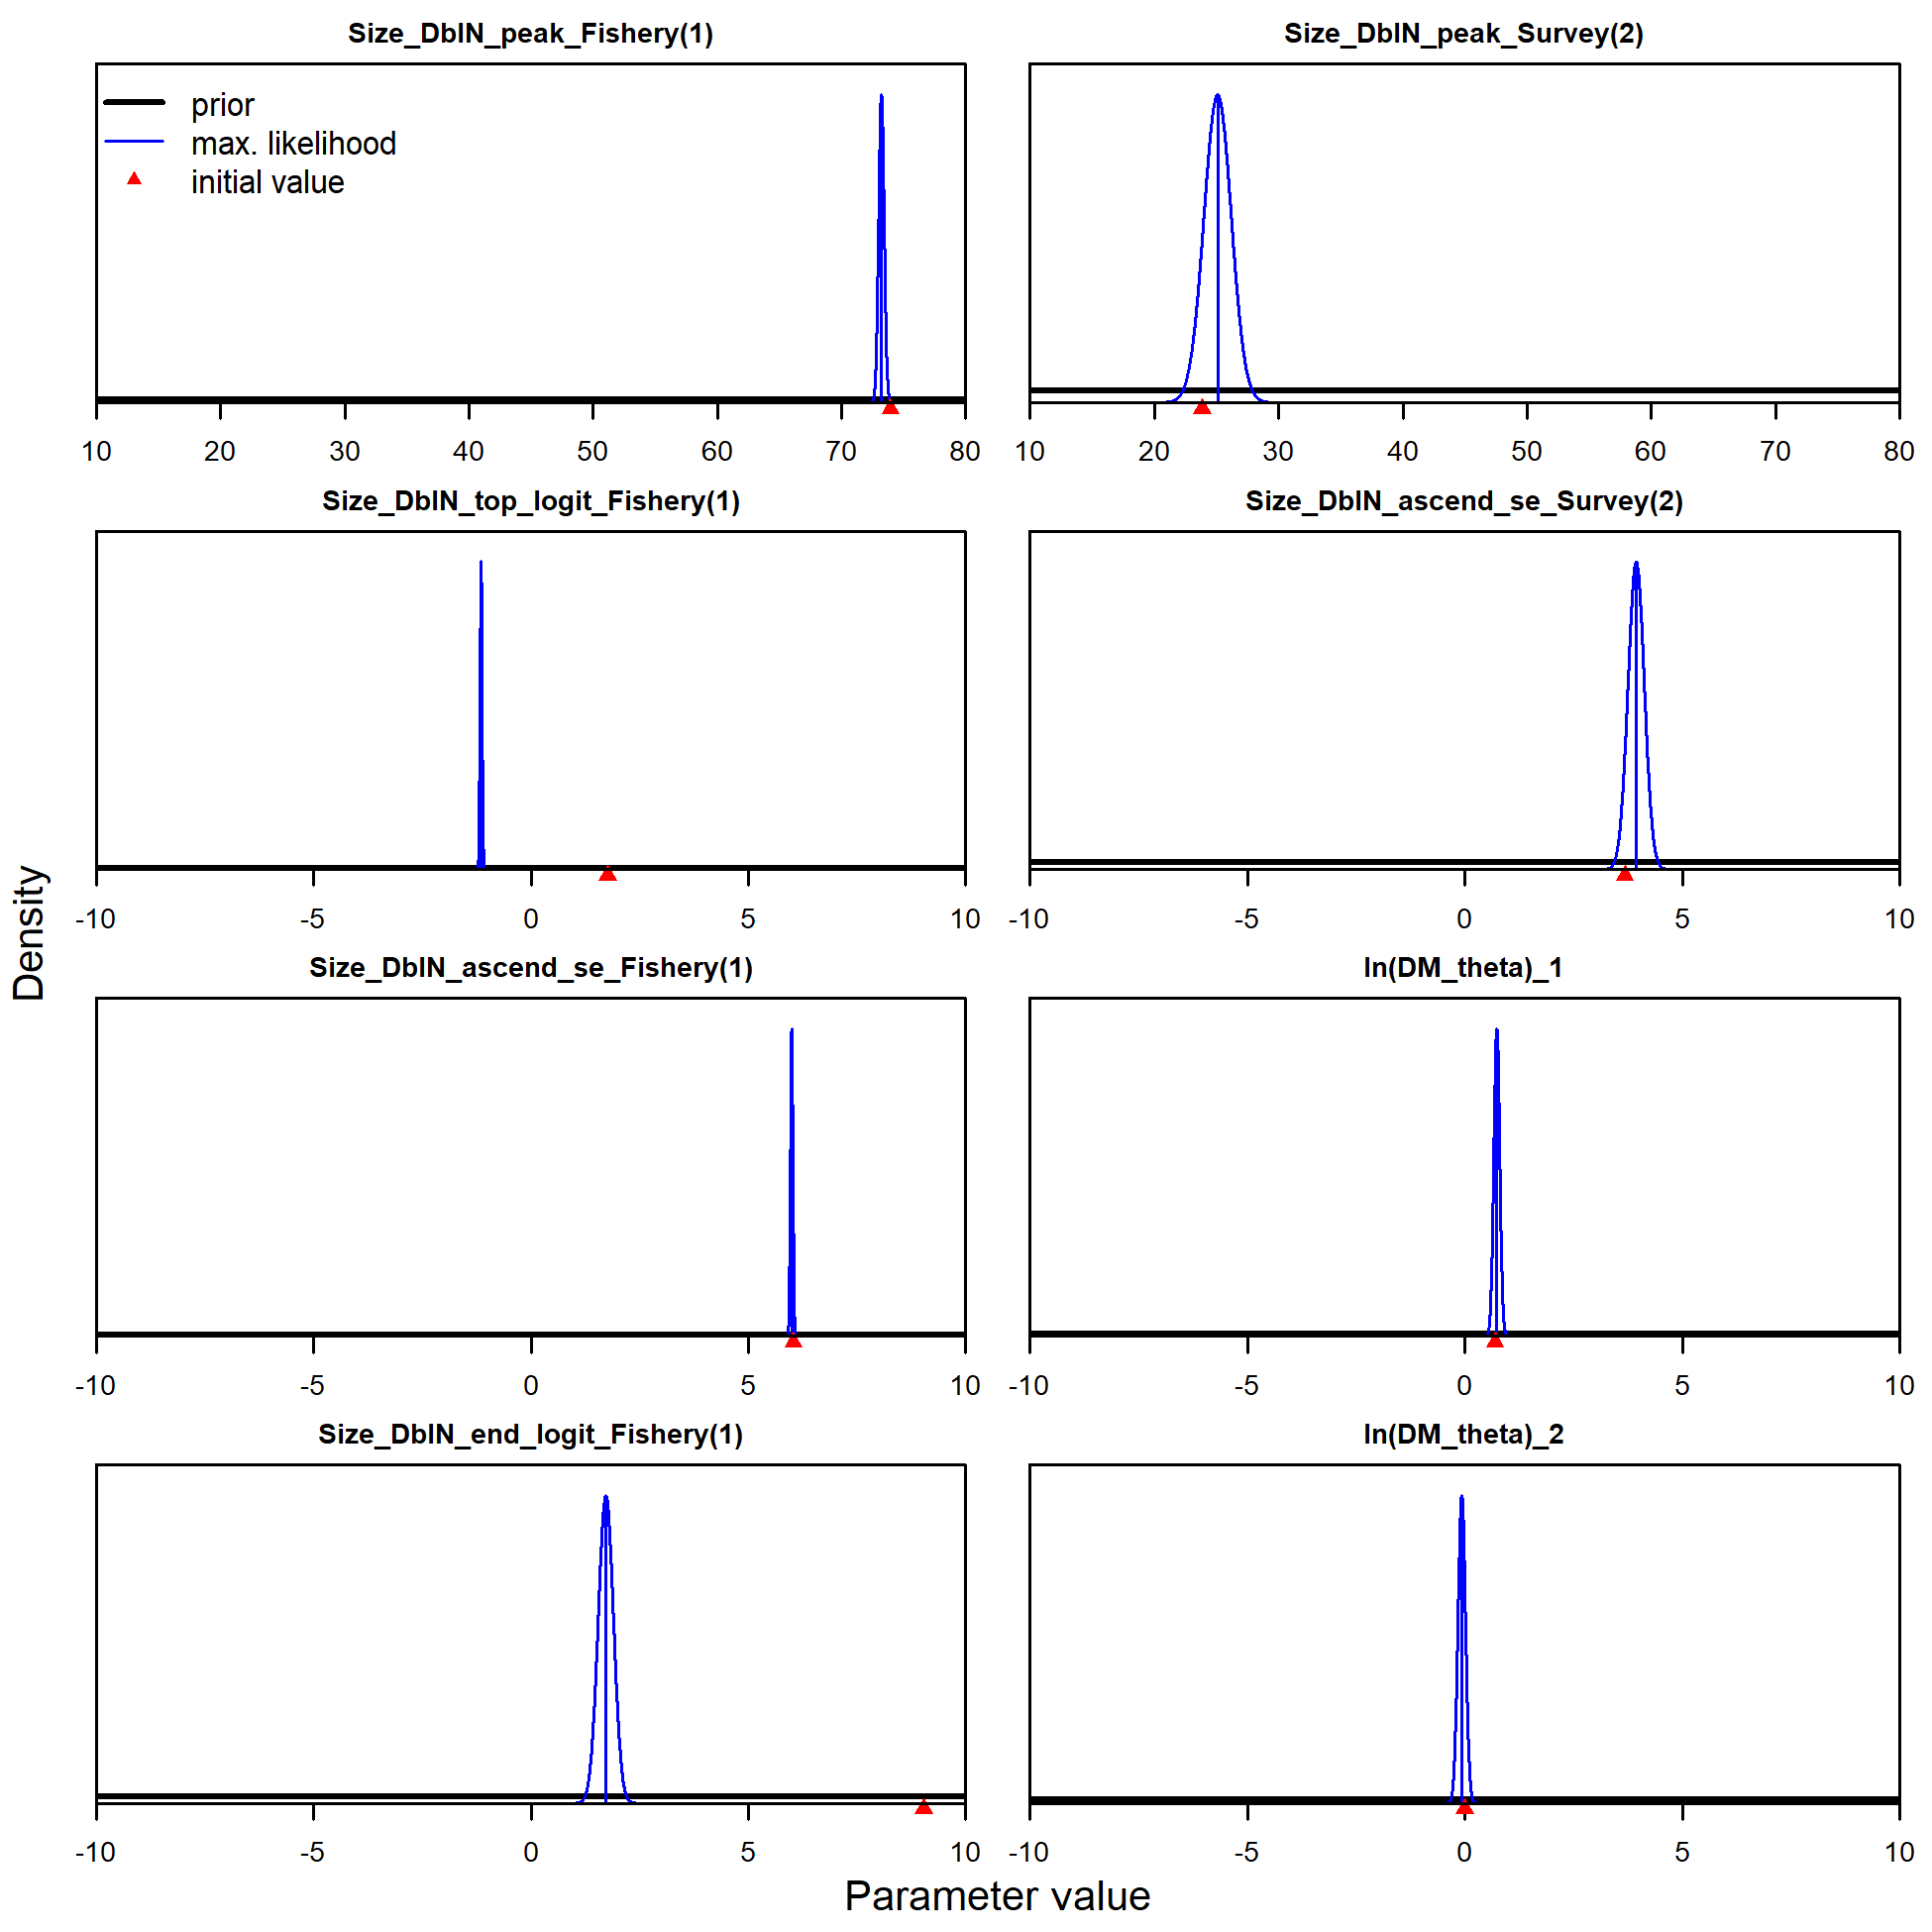 Size_DblN_peak_Fishery(1)
prior
max. likelihood
initial value
10 20 30 40 50 60 70 80
Size_DblN_peak_Survey(2)
10 20 30 40 50 60 70 80
Size_DblN_top_logit_Fishery(1)
-10 -5 0 5 10
Size_DblN_ascend_se_Survey(2)
-10 -5 0 5 10
Size_DblN_ascend_se_Fishery(1)
-10 -5 0 5 10
ln(DM_theta)_1
-10 -5 0 5 10
Size_DblN_end_logit_Fishery(1)
-10 -5 0 5 10
ln(DM_theta)_2
-10 -5 0 5 10
Density
Parameter value